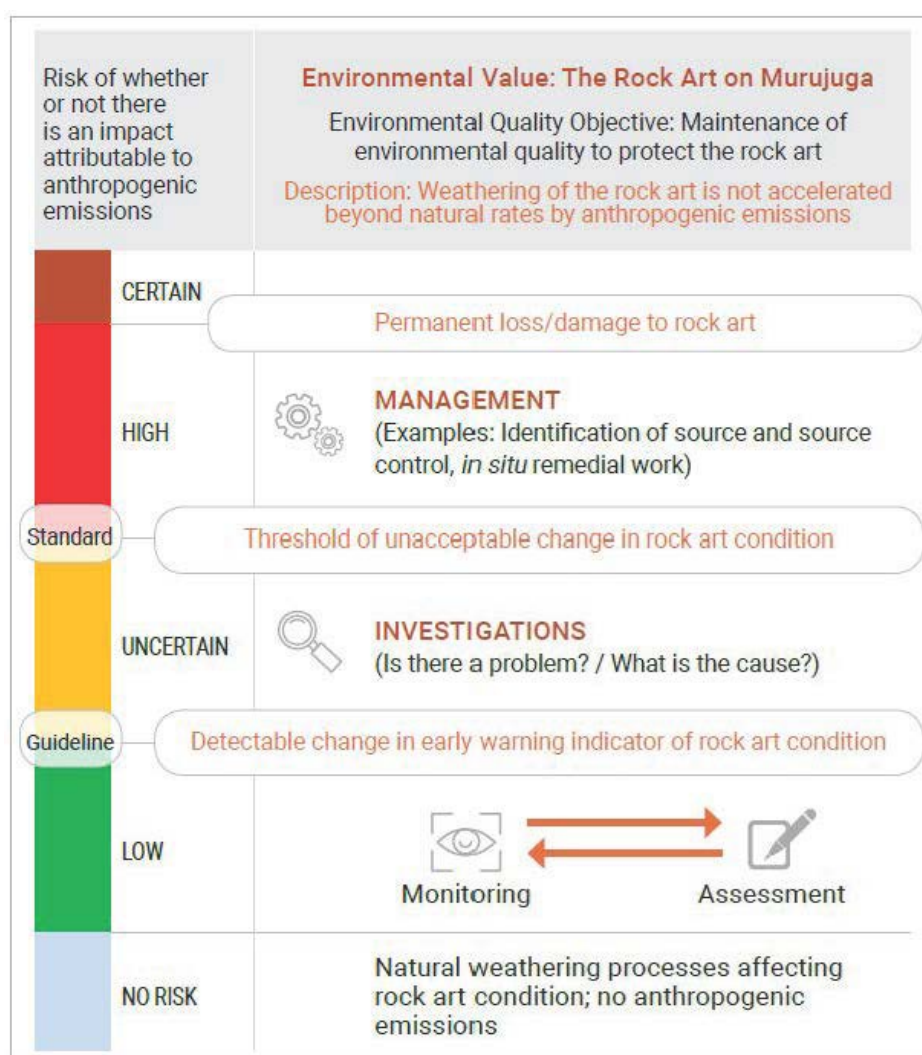 Risk of whether
or not there
is an impact
attributable to
anthropogenic
emissions
Environmental Value: The Rock Art on Murujuga
Environmental Quality Objective: Maintenance of
environmental quality to protect the rock art
Description: Weathering of the rock art is not accelerated
beyond natural rates by anthropogenic emissions
CERTAIN
Permanent loss/damage to rock art
HIGH
MANAGEMENT
(Examples: Identification of source and source
control, in situ remedial work)
Standard
Threshold of unacceptable change in rock art condition
UNCERTAIN
INVESTIGATIONS
(Is there a problem? / What is the cause?)
Guideline
Detectable change in early warning indicator of rock art condition
LOW
Monitoring
Assessment
NO RISK
Natural weathering processes affecting
rock art condition; no anthropogenic
emissions